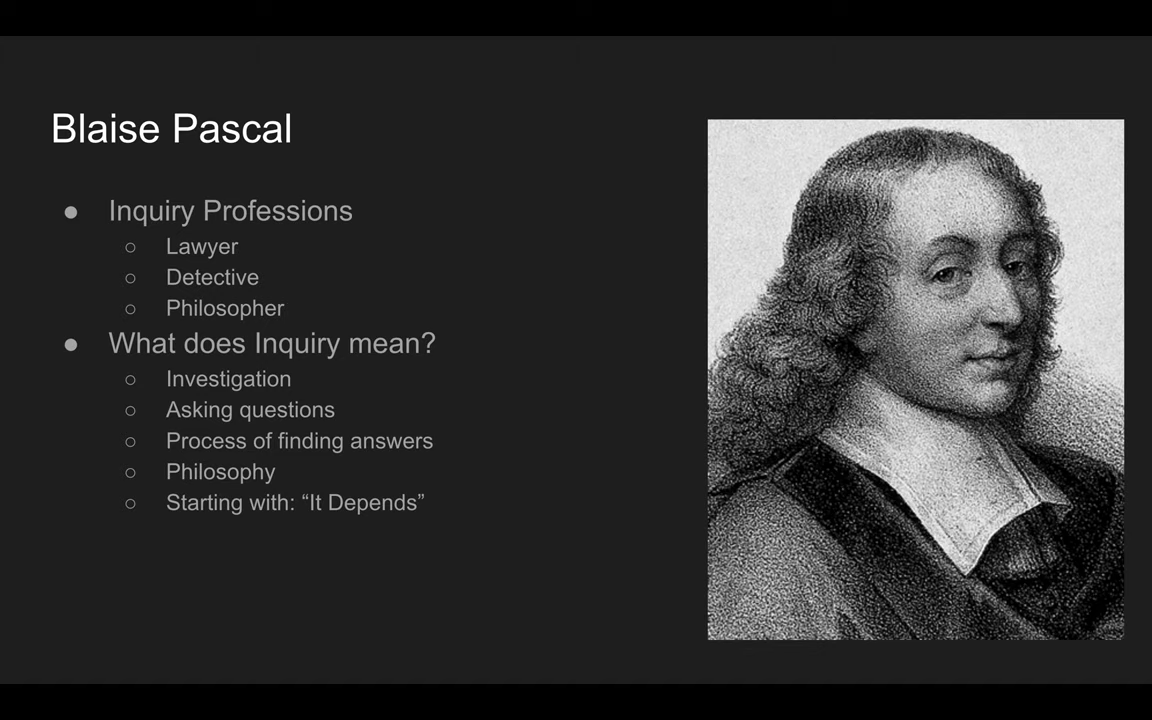 Blaise Pascal
● Inquiry Professions
○ Lawyer
○ Detective
○ Philosopher
● What does Inquiry mean?
○ Investigation
○ Asking questions
○ Process of finding answers
○ Philosophy
○ Starting with: “It Depends”